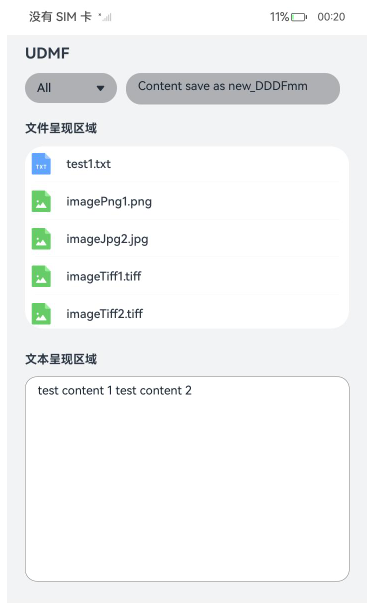 没有 SIM 卡
11%
00:20
UDMF
All
Content save as new_DDDFmm
文件呈现区域
TXT
test1.txt
imagePng1.png
imageJpg2.jpg
imageTiff1.tiff
imageTiff2.tiff
文本呈现区域
test content 1 test content 2